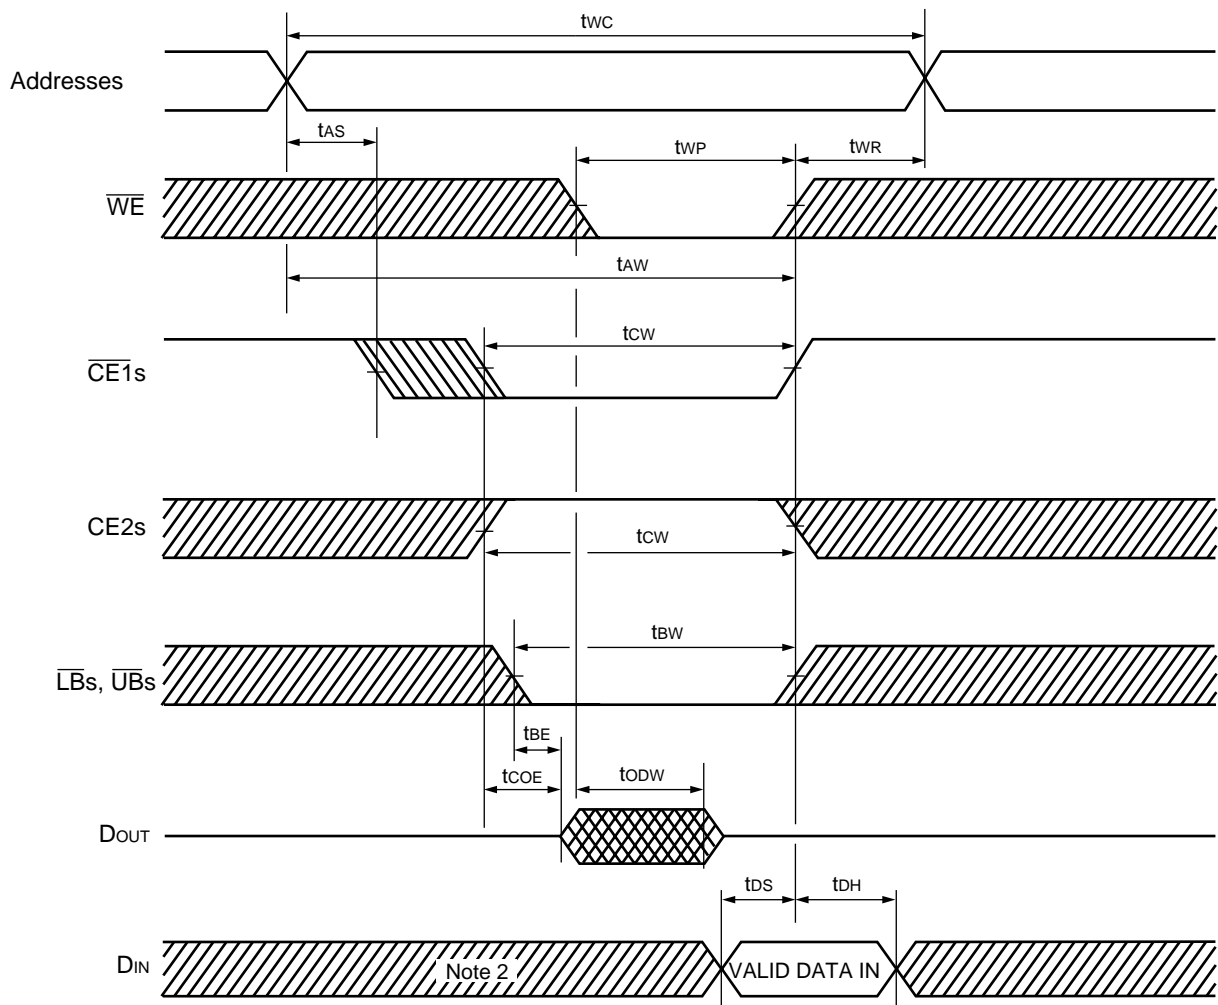 tWC
Addresses
tAS
tWP
tWR
WE
tAW
tCW
CE1s
CE2s
tCW
tBW
LBs, UBs
tBE
tCOE
tODW
DOUT
tDS
tDH
DIN
Note 2
VALID DATA IN